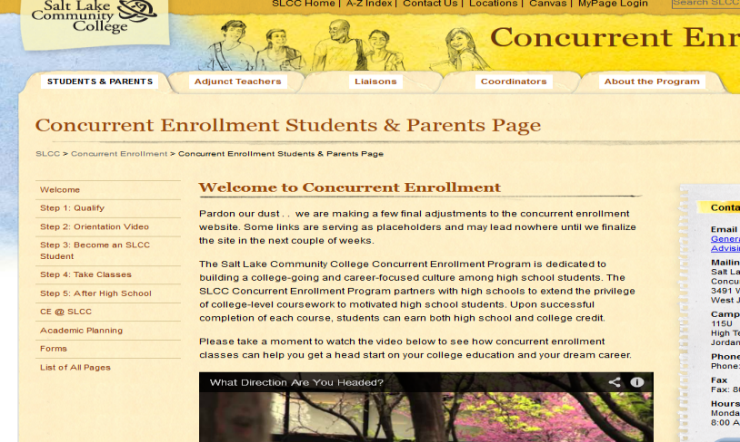 Salt Lake
Community
College
SLCC Home | A-Z Index | Contact Us | Locations | Canvas | MyPage Login
Search SLCC
Concurrent Enr
STUDENTS & PARENTS
Adjunct Teachers
Liaisons
Coordinators
About the Program
Concurrent Enrollment Students & Parents Page
SLCC > Concurrent Enrollment > Concurrent Enrollment Students & Parents Page
Welcome
Step 1: Qualify
Step 2: Orientation Video
Step 3: Become an SLCC
Student
Step 4: Take Classes
Step 5: After High School
CE @ SLCC
Academic Planning
Forms
List of All Pages
Welcome to Concurrent Enrollment
Pardon our dust . . we are making a few final adjustments to the concurrent enrollment
website. Some links are serving as placeholders and may lead nowhere until we finalize
the site in the next couple of weeks.
The Salt Lake Community College Concurrent Enrollment Program is dedicated to
building a college-going and career-focused culture among high school students. The
SLCC Concurrent Enrollment Program partners with high schools to extend the privilege
of college-level coursework to motivated high school students. Upon successful
completion of each course, students can earn both high school and college credit.
Please take a moment to watch the video below to see how concurrent enrollment
classes can help you get a head start on your college education and your dream career.
What Direction Are You Headed?
Conta
Email
Genera
Advisi
Mailin
Salt La
Concu
3491 W
West J
Camp
115U
High Te
Jordan
Phone
Phone:
Fax
Fax: 8
Hours
Monda
8:00 A